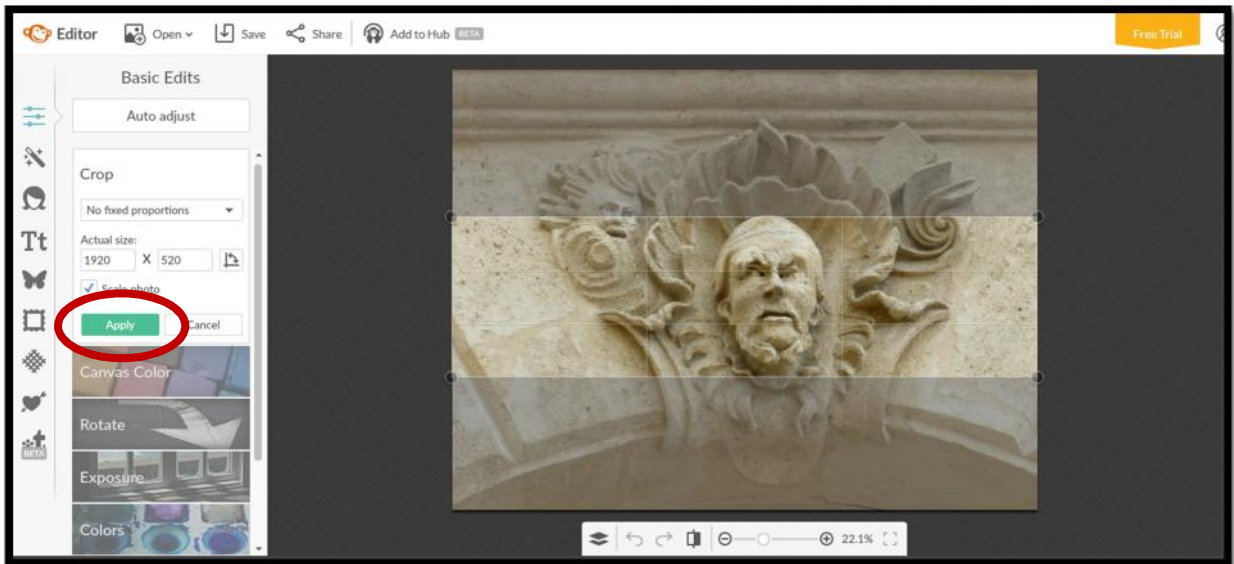 Editor Open Save Share Add to Hub BETA Free Trial
Basic Edits
Auto adjust
Crop
No fixed proportions
Actual size:
1920 X 520
Scale photo
Apply Cancel
Canvas Color
Rotate
Exposure
Colors
Tt
BETA
22.1%